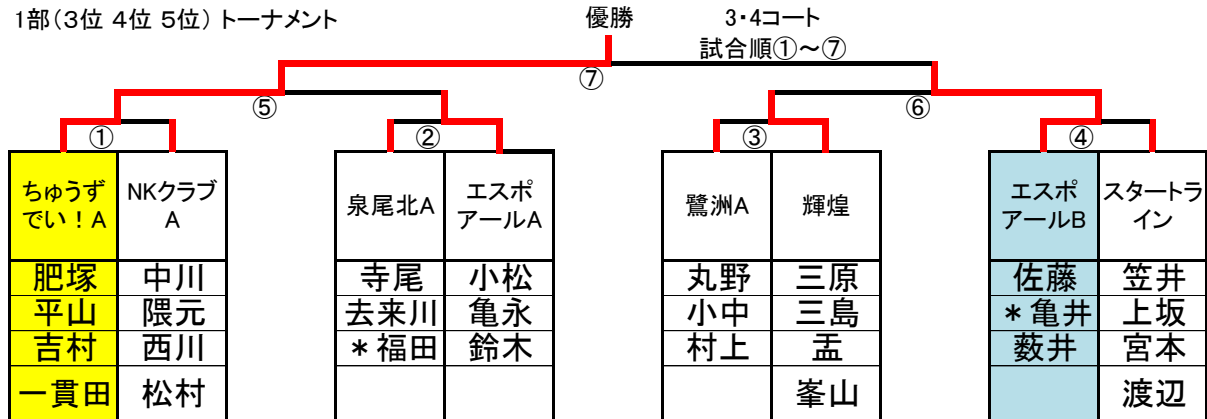 1部(3位 4位 5位) トーナメント
優勝
3・4コート
試合順①~⑦
⑦
⑤
⑥
①
②
③
④
ちゅうず
でい!A
NKクラブ
A
泉尾北A
エスポ
アールA
鷺洲A
輝煌
エスポ
アールB
スタートラ
イン
肥塚 中川 寺尾 小松 丸野 三原 佐藤 笠井
平山 隈元 去来川 亀永 小中 三島 *亀井 上坂
吉村 西川 *福田 鈴木 村上 孟 薮井 宮本
一貫田 松村 峯山 渡辺